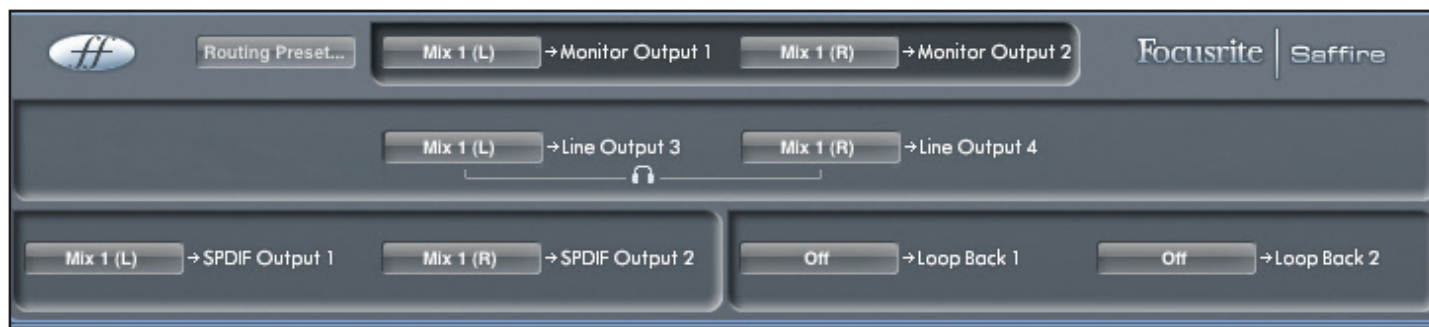 ff Routing Preset... Mix 1 (L) →Monitor Output 1 Mix 1 (R) →Monitor Output 2 Focusrite | Saffire
Mix 1 (L) →Line Output 3 Mix 1 (R) →Line Output 4
Mix 1 (L) →SPDIF Output 1 Mix 1 (R) →SPDIF Output 2 Off →Loop Back 1 Off →Loop Back 2